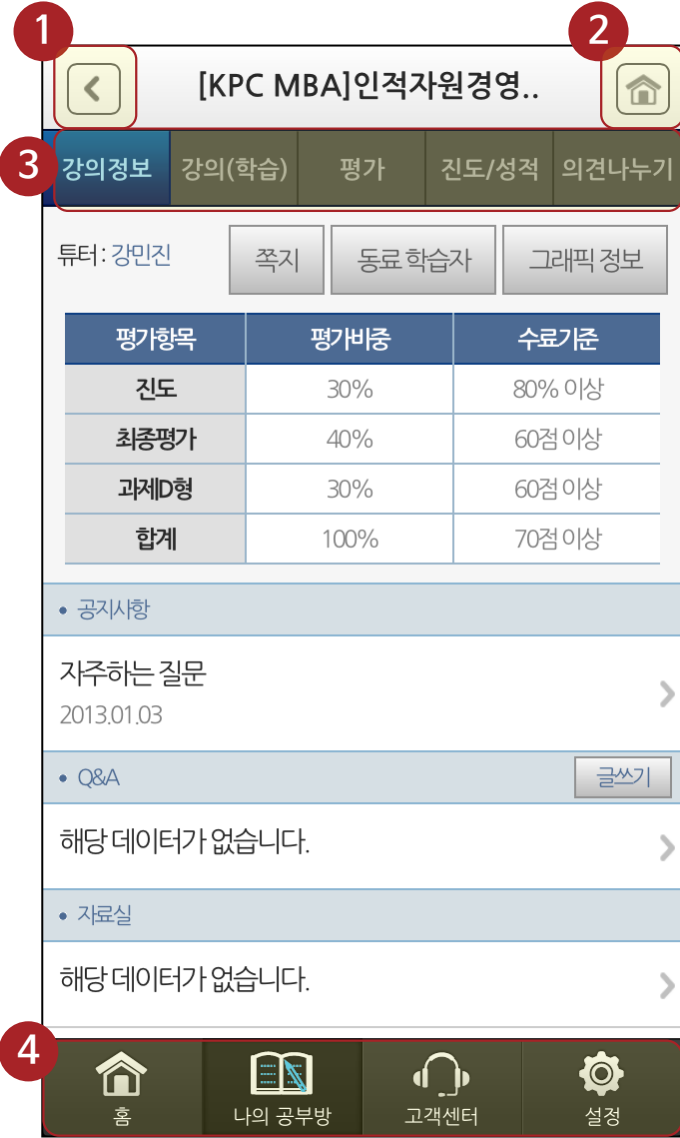 1
2
[KPC MBA]인적자원경영..
3
강의정보 강의(학습) 평가 진도/성적 의견나누기
튜터 : 강민진 쪽지 동료 학습자 그래픽 정보
평가항목 평가비중 수료기준
진도 30% 80% 이상
최종평가 40% 60점 이상
과제D형 30% 60점 이상
합계 100% 70점 이상
• 공지사항
자주하는 질문
2013.01.03
• Q&A 글쓰기
해당 데이터가 없습니다.
• 자료실
해당 데이터가 없습니다.
4
홈 나의 공부방 고객센터 설정